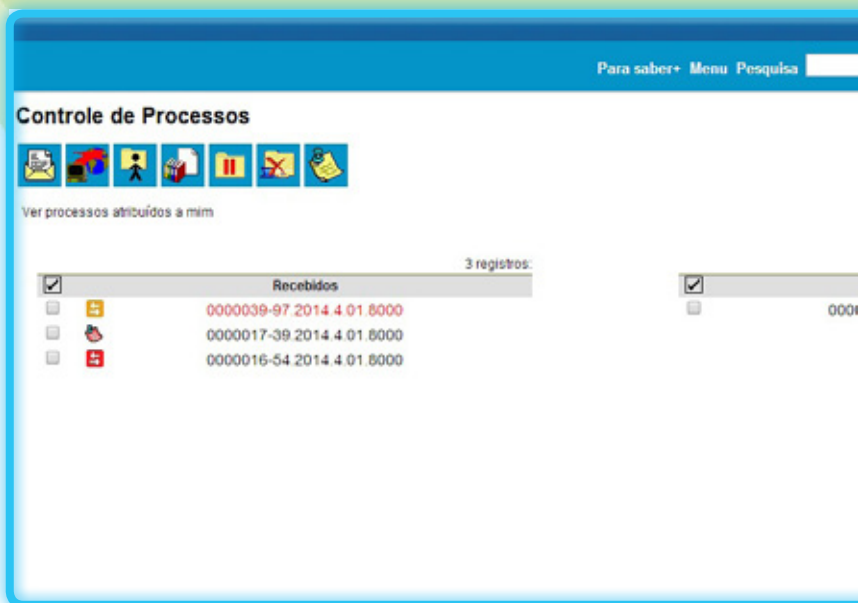 Para saber+ Menu Pesquisa
Controle de Processos
Ver processos atribuídos a mim
3 registros:
Recebidos
0000039-97.2014.4.01.8000
0000017-39.2014.4.01.8000
0000016-54.2014.4.01.8000